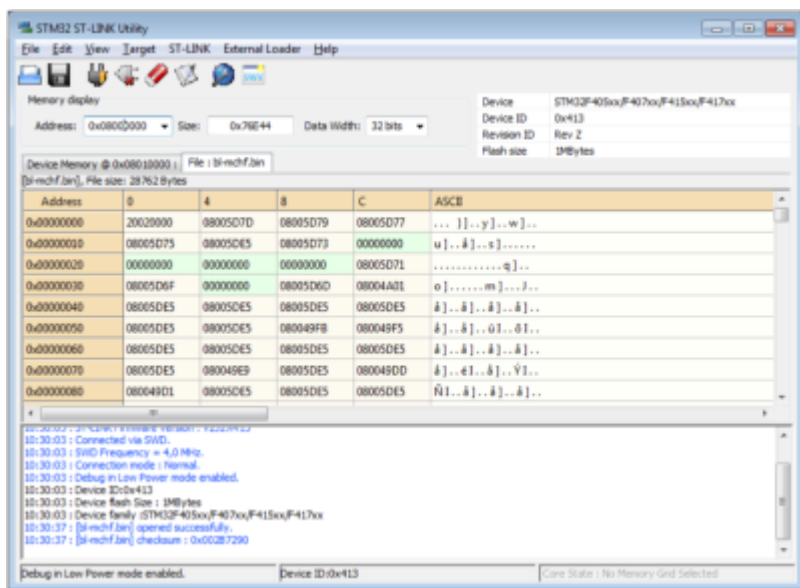 STM32 ST-LINK Utility
File Edit View Target ST-LINK External Loader Help
Memory display
Address: 0x08000000 Size: 0x76E44 Data Width: 32 bits
Device STM32F405xx/F407xx/F415xx/F417xx
Device ID 0x413
Revision ID Rev Z
Flash size 1MBytes
Device Memory @ 0x08010000 : File : bl-mchf.bin
[bl-mchf.bin], File size: 28762 Bytes
Address 0 4 8 C ASCII
0x00000000 20020000 08005D7D 08005D79 08005D77 ... }]..y]..w]..
0x00000010 08005D75 08005DE5 08005D73 00000000 u]..å]..s]......
0x00000020 00000000 00000000 00000000 08005D71 ............q]..
0x00000030 08005D6F 00000000 08005D6D 08004A01 o]......m]...J..
0x00000040 08005DE5 08005DE5 08005DE5 08005DE5 å]..å]..å]..å]..
0x00000050 08005DE5 08005DE5 080049FB 080049F5 å]..å]..ûI..õI..
0x00000060 08005DE5 08005DE5 08005DE5 08005DE5 å]..å]..å]..å]..
0x00000070 08005DE5 080049E9 08005DE5 080049DD å]..éI..å]..ÝI..
0x00000080 080049D1 08005DE5 08005DE5 08005DE5 ÑI..å]..å]..å]..
10:30:03 : Connected via SWD.
10:30:03 : SWD Frequency = 4,0 MHz.
10:30:03 : Connection mode : Normal.
10:30:03 : Debug in Low Power mode enabled.
10:30:03 : Device ID:0x413
10:30:03 : Device flash Size : 1MBytes
10:30:03 : Device family :STM32F405xx/F407xx/F415xx/F417xx
10:30:37 : [bl-mchf.bin] opened successfully.
10:30:37 : [bl-mchf.bin] checksum : 0x002B7290
Debug in Low Power mode enabled. Device ID:0x413 Core State : No Memory Grid Selected